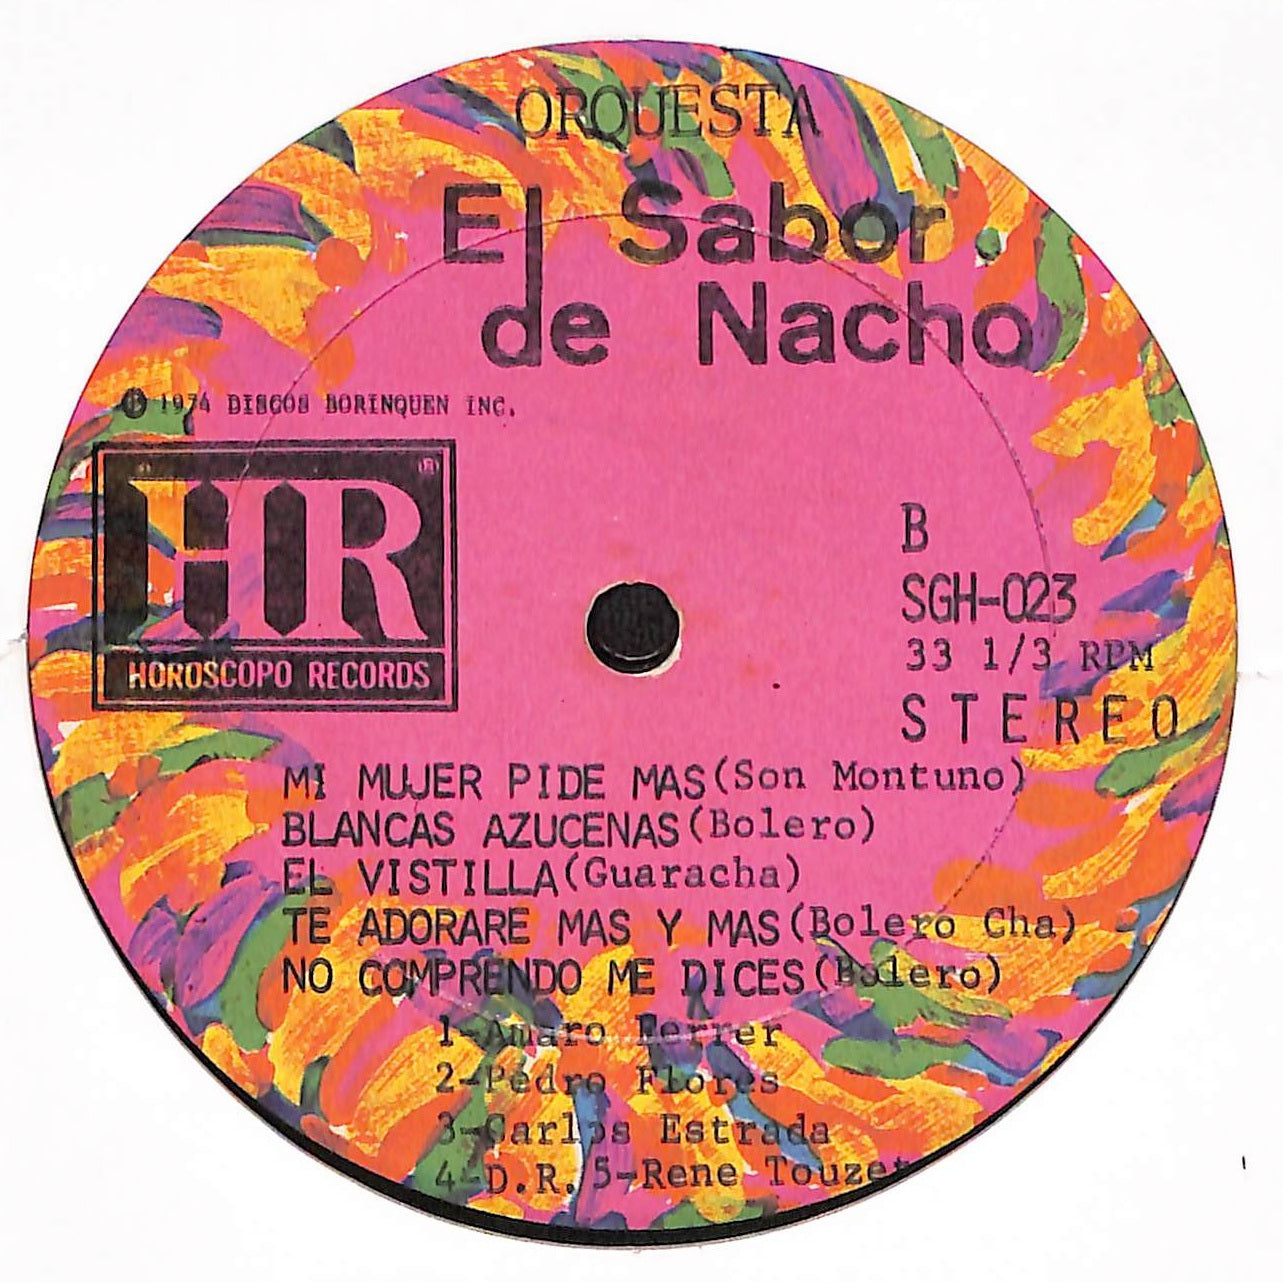 ORQUESTA
El Sabor
de Nacho
℗ 1974 DISCOS BORINQUEN INC.
HR ®
HOROSCOPO RECORDS
B
SGH-023
33 1/3 RPM
STEREO
MI MUJER PIDE MAS(Son Montuno)
BLANCAS AZUCENAS(Bolero)
EL VISTILLA(Guaracha)
TE ADORARE MAS Y MAS(Bolero Cha)
NO COMPRENDO ME DICES(Bolero)
1-Amaro Ferrer
2-Pedro Flores
3-Carlos Estrada
4-D.R. 5-Rene Touzet